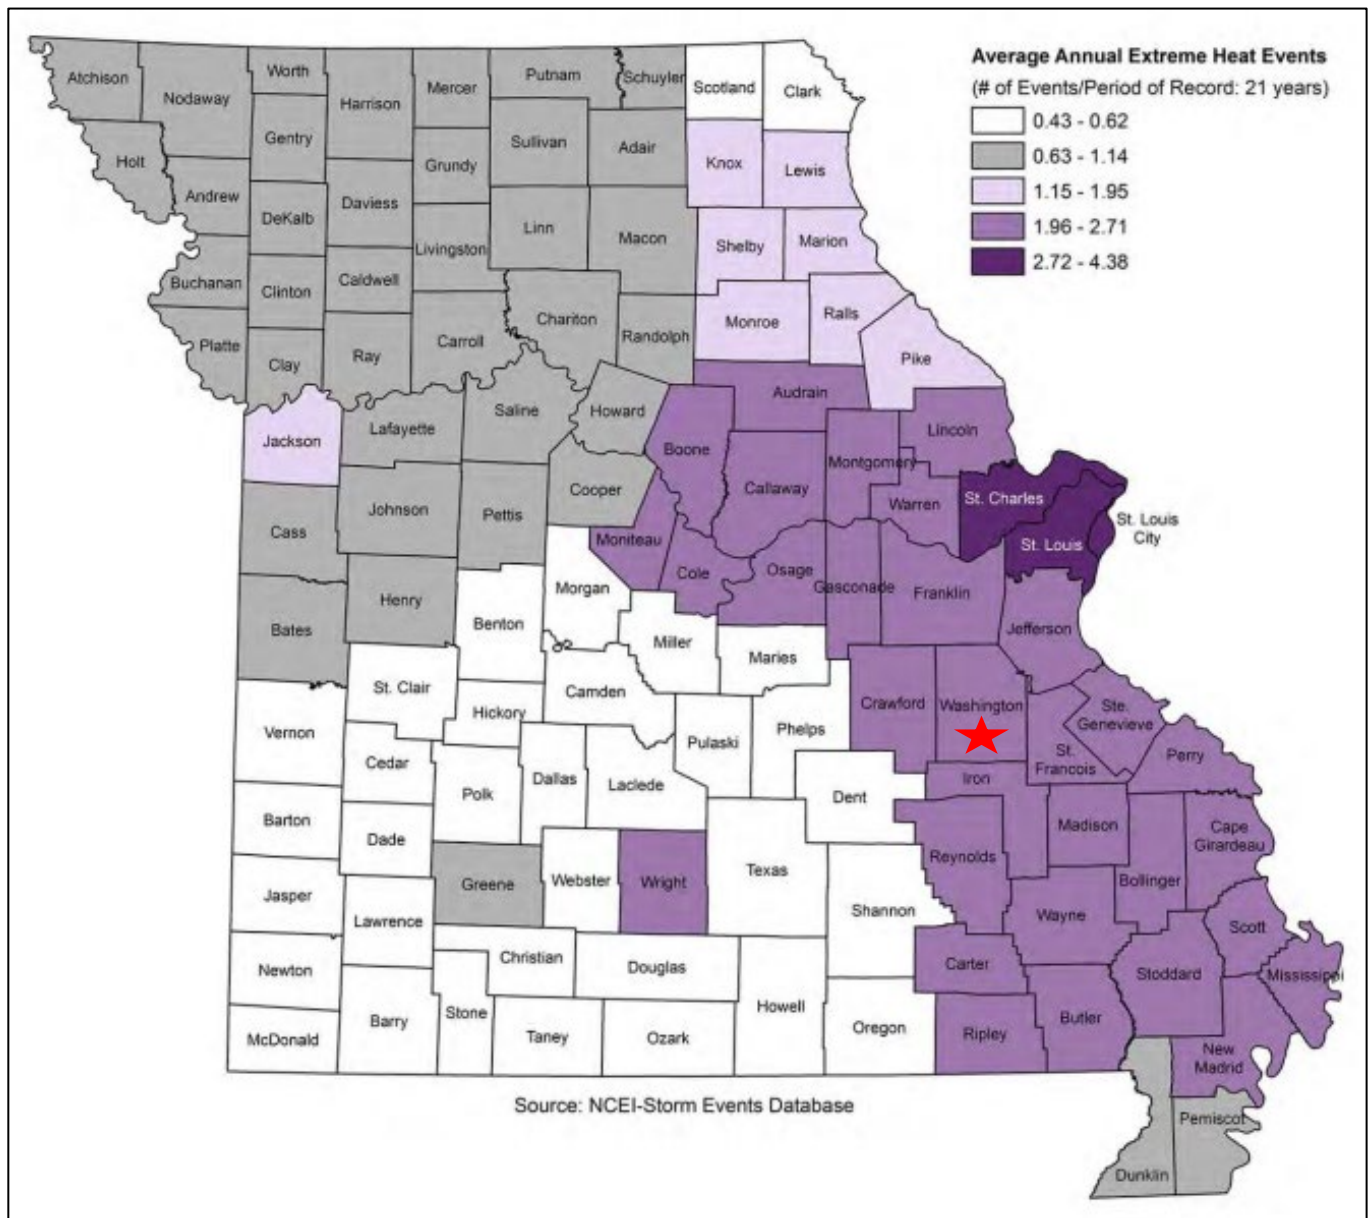 Average Annual Extreme Heat Events
(# of Events/Period of Record: 21 years)
0.43 - 0.62
0.63 - 1.14
1.15 - 1.95
1.96 - 2.71
2.72 - 4.38
Atchison
Nodaway
Worth
Harrison
Mercer
Putnam
Schuyler
Scotland
Clark
Holt
Gentry
Grundy
Sullivan
Adair
Knox
Lewis
Andrew
DeKalb
Daviess
Livingston
Linn
Macon
Shelby
Marion
Buchanan
Clinton
Caldwell
Carroll
Chariton
Randolph
Monroe
Ralls
Pike
Platte
Clay
Ray
Jackson
Lafayette
Saline
Howard
Boone
Audrain
Lincoln
Cass
Johnson
Pettis
Cooper
Moniteau
Callaway
Montgomery
Warren
St. Charles
St. Louis
St. Louis
City
Bates
Henry
Benton
Morgan
Cole
Osage
Gasconade
Franklin
Jefferson
Vernon
St. Clair
Hickory
Camden
Miller
Maries
Pulaski
Phelps
Crawford
Washington
Ste.
Genevieve
St.
Francois
Perry
Barton
Cedar
Polk
Dallas
Laclede
Dent
Iron
Madison
Cape
Girardeau
Jasper
Dade
Greene
Webster
Wright
Texas
Shannon
Reynolds
Wayne
Bollinger
Scott
Newton
Lawrence
Christian
Douglas
Howell
Carter
Stoddard
Mississippi
McDonald
Barry
Stone
Taney
Ozark
Oregon
Ripley
Butler
New
Madrid
Pemiscot
Dunklin
Source: NCEI-Storm Events Database